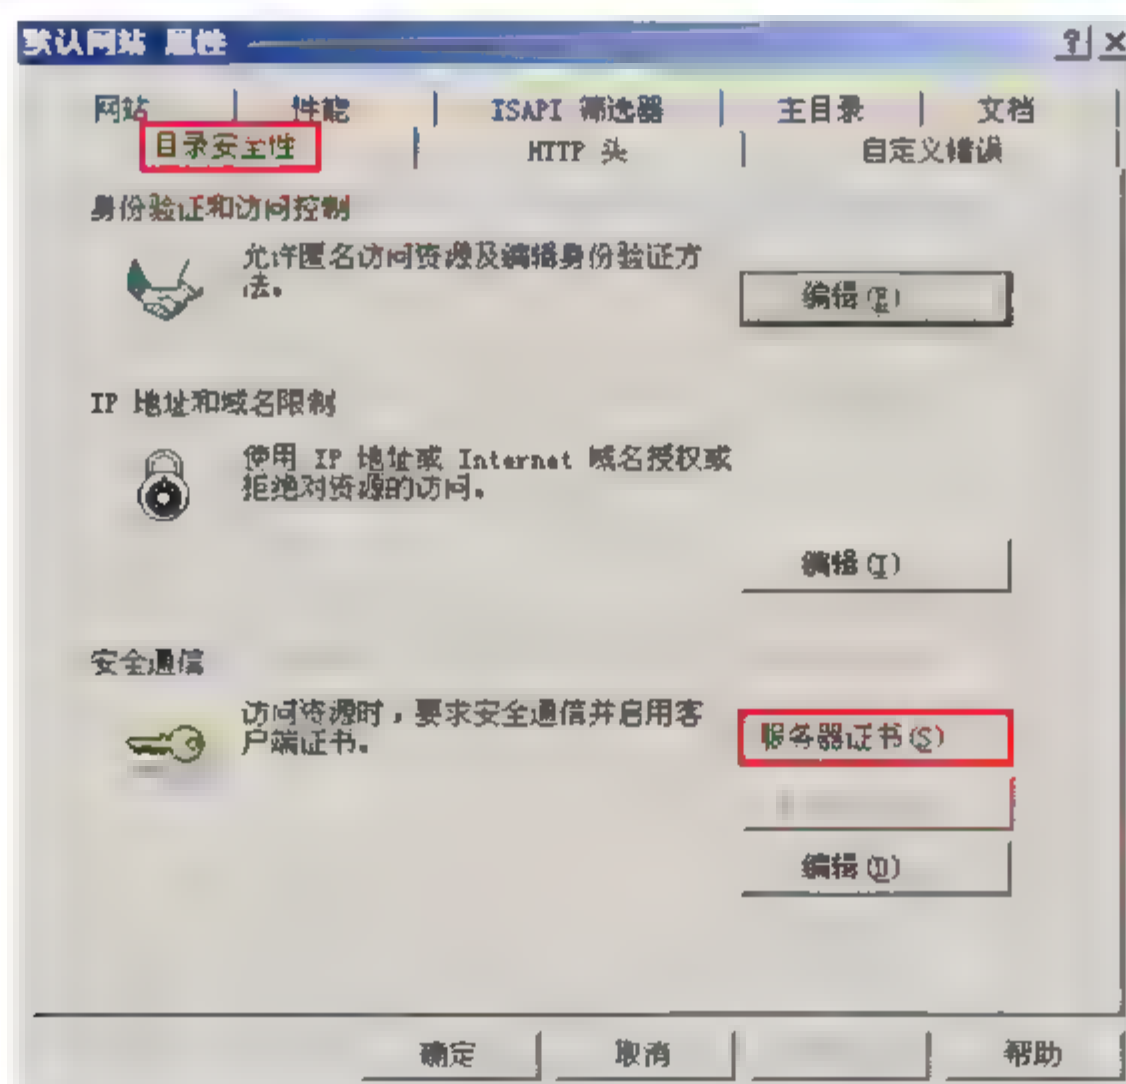 默认网站 属性
网站 性能 ISAPI 筛选器 主目录 文档
目录安全性 HTTP 头 自定义错误
身份验证和访问控制
允许匿名访问资源及编辑身份验证方
法。
编辑(E)
IP 地址和域名限制
使用 IP 地址或 Internet 域名授权或
拒绝对资源的访问。
编辑(I)
安全通信
访问资源时，要求安全通信并启用客
户端证书。
服务器证书(S)
编辑(D)
确定 取消 帮助